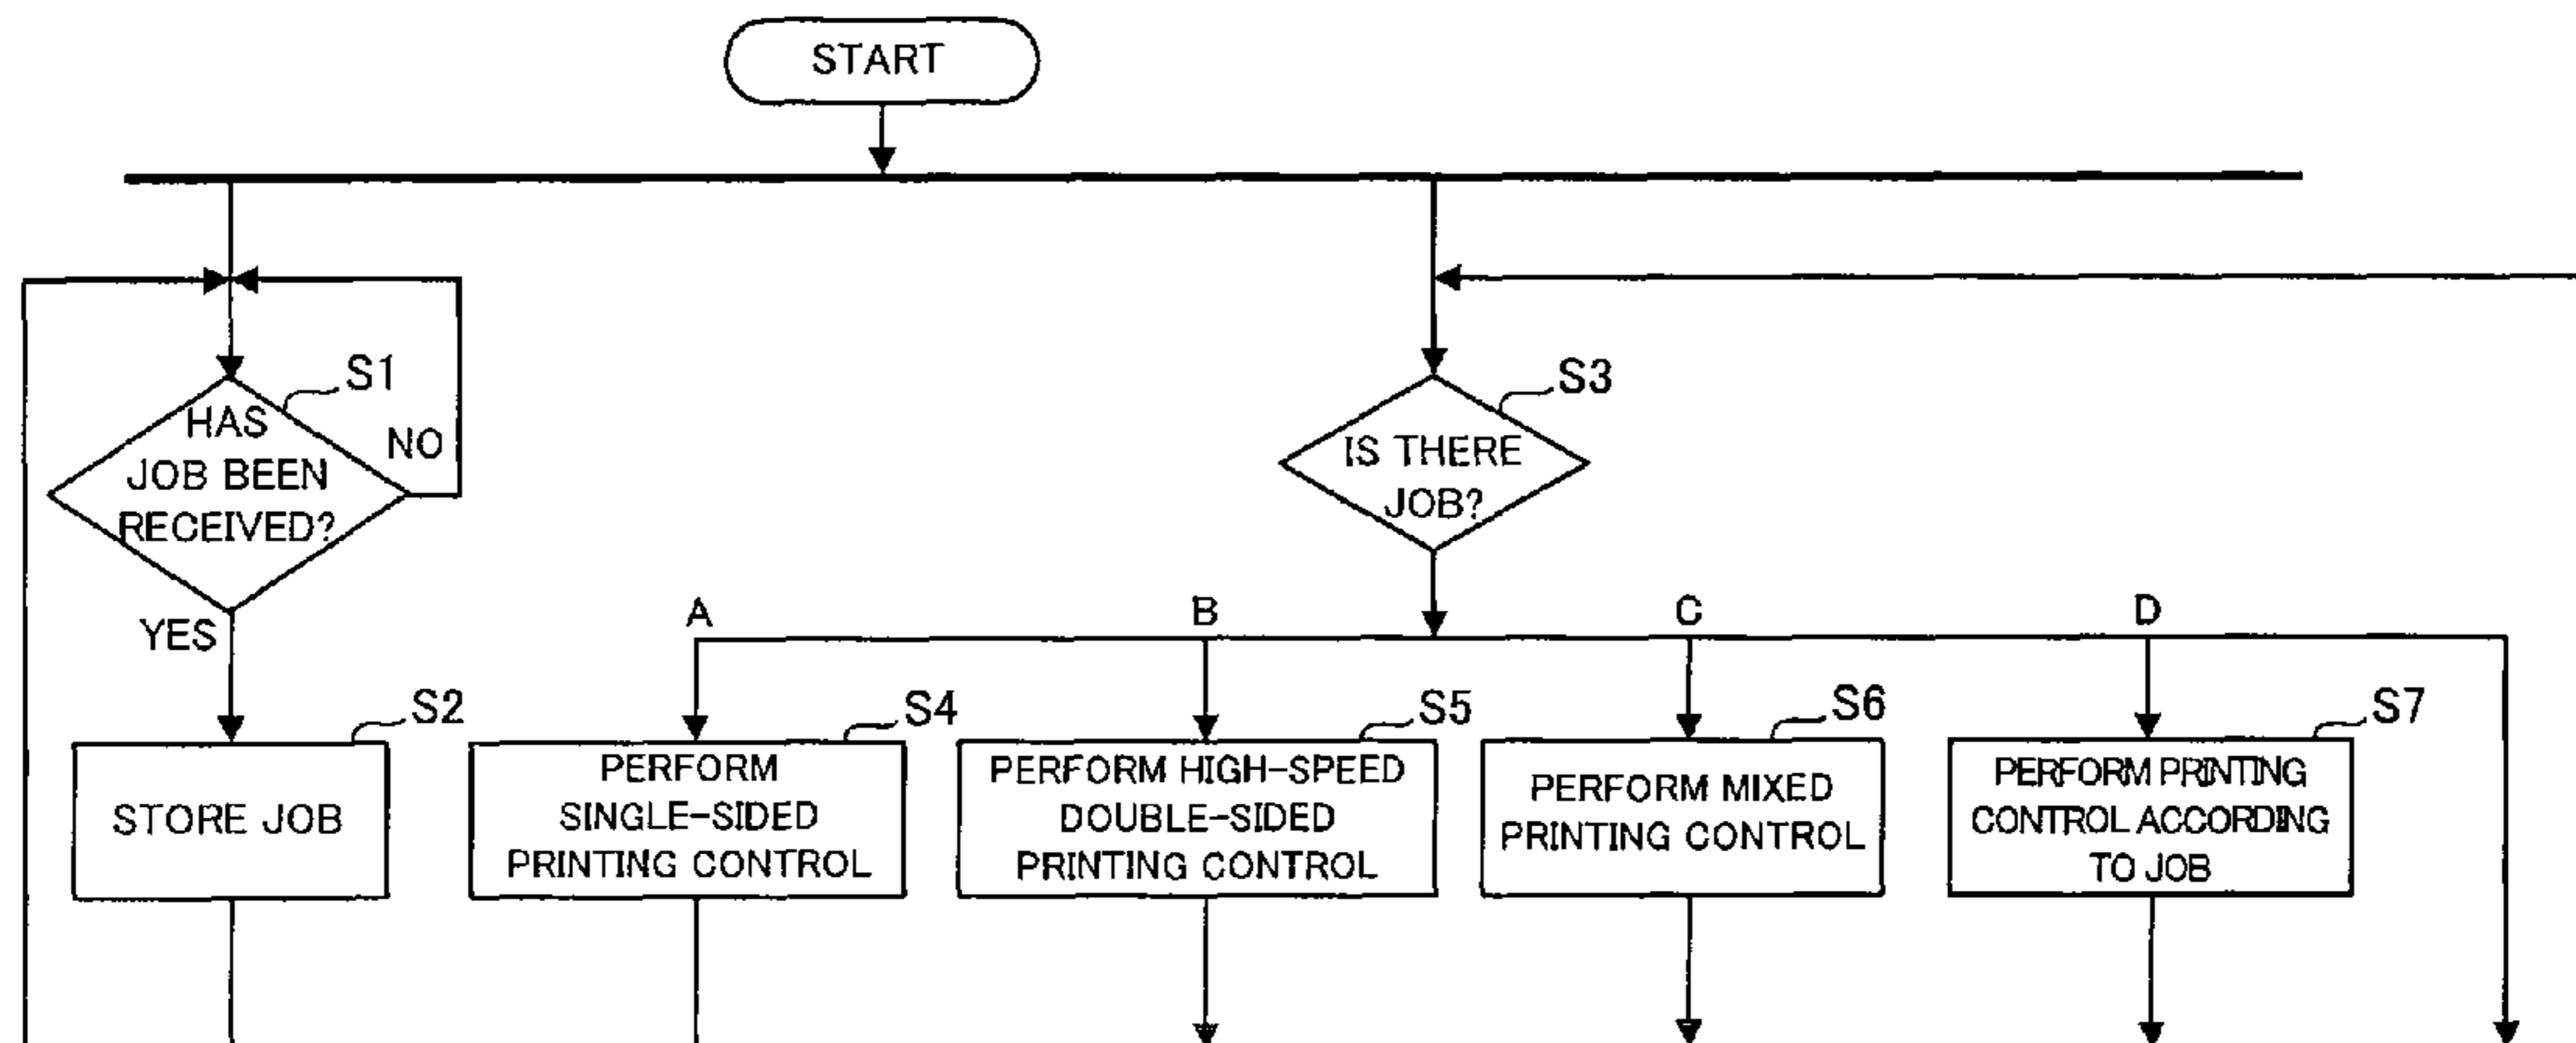 START
S1
HAS
JOB BEEN
RECEIVED?
NO
YES
S2
STORE JOB
S3
IS THERE
JOB?
A
B
C
D
S4
PERFORM
SINGLE-SIDED
PRINTING CONTROL
S5
PERFORM HIGH-SPEED
DOUBLE-SIDED
PRINTING CONTROL
S6
PERFORM MIXED
PRINTING CONTROL
S7
PERFORM PRINTING
CONTROL ACCORDING
TO JOB